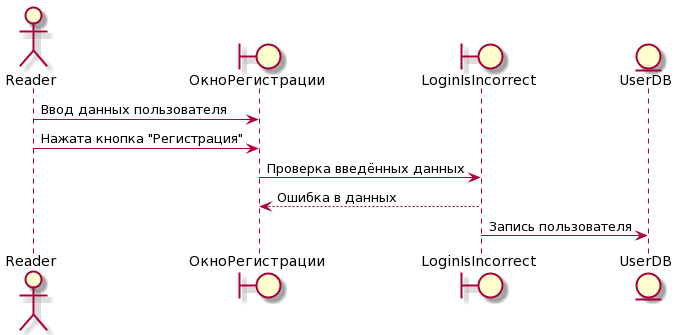 Reader
ОкноРегистрации
LoginIsIncorrect
UserDB
Ввод данных пользователя
Нажата кнопка "Регистрация"
Проверка введённых данных
Ошибка в данных
Запись пользователя
Reader
ОкноРегистрации
LoginIsIncorrect
UserDB